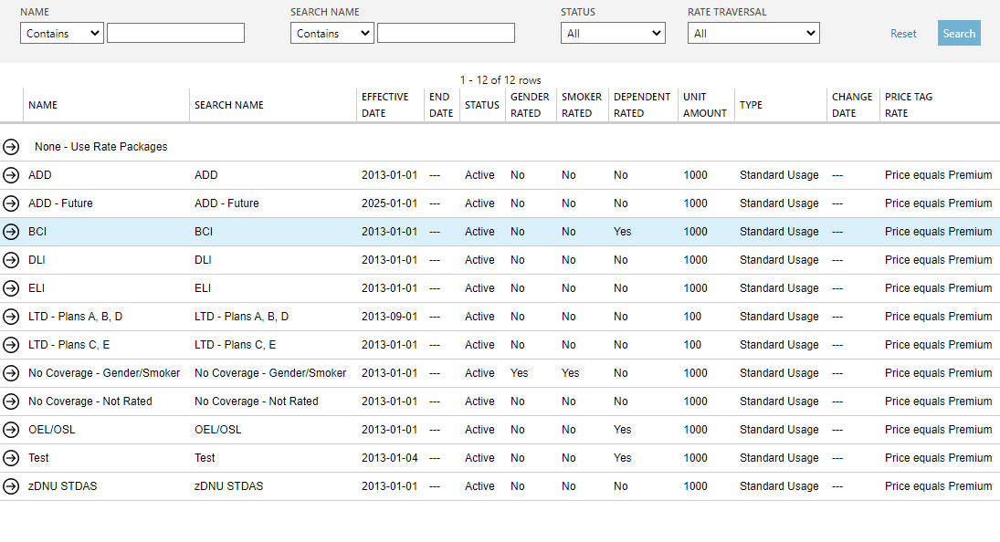 NAME SEARCH NAME STATUS RATE TRAVERSAL
Contains Contains All All Reset Search
1 - 12 of 12 rows
NAME SEARCH NAME EFFECTIVE DATE END DATE STATUS GENDER RATED SMOKER RATED DEPENDENT RATED UNIT AMOUNT TYPE CHANGE DATE PRICE TAG RATE
None - Use Rate Packages
ADD ADD 2013-01-01 --- Active No No No 1000 Standard Usage --- Price equals Premium
ADD - Future ADD - Future 2025-01-01 --- Active No No No 1000 Standard Usage --- Price equals Premium
BCI BCI 2013-01-01 --- Active No No Yes 1000 Standard Usage --- Price equals Premium
DLI DLI 2013-01-01 --- Active No No No 1000 Standard Usage --- Price equals Premium
ELI ELI 2013-01-01 --- Active No No No 1000 Standard Usage --- Price equals Premium
LTD - Plans A, B, D LTD - Plans A, B, D 2013-09-01 --- Active No No No 100 Standard Usage --- Price equals Premium
LTD - Plans C, E LTD - Plans C, E 2013-01-01 --- Active No No No 100 Standard Usage --- Price equals Premium
No Coverage - Gender/Smoker No Coverage - Gender/Smoker 2013-01-01 --- Active Yes Yes No 1000 Standard Usage --- Price equals Premium
No Coverage - Not Rated No Coverage - Not Rated 2013-01-01 --- Active No No No 1000 Standard Usage --- Price equals Premium
OEL/OSL OEL/OSL 2013-01-01 --- Active No No Yes 1000 Standard Usage --- Price equals Premium
Test Test 2013-01-04 --- Active No No Yes 1000 Standard Usage --- Price equals Premium
zDNU STDAS zDNU STDAS 2013-01-01 --- Active No No No 1000 Standard Usage --- Price equals Premium